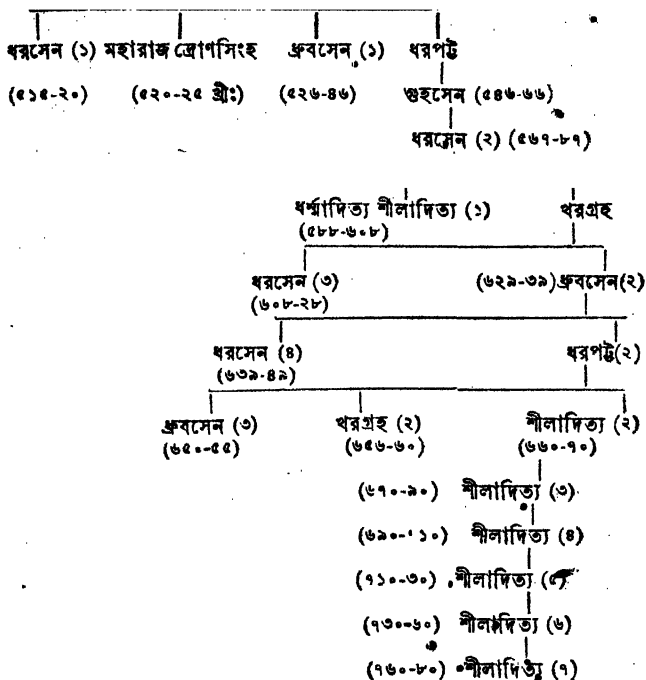 ধরসেন (১) মহারাজ দ্রোণসিংহ ধ্রুবসেন (১) ধরপট্ট
(৫১৫-২০) (৫২০-২৫ খ্রীঃ) (৫২৬-৪৬)
গুহসেন (৫৪৬-৬৬)
ধরসেন (২) (৫৬৭-৮৭)
ধর্ম্মাদিত্য শীলাদিত্য (১) খরগ্রহ
(৫৮৮-৬০৮)
ধরসেন (৩) (৬২৯-৩৯) ধ্রুবসেন(২)
(৬০৮-২৮)
ধরসেন (৪) ধরপট্ট(২)
(৬৩৯-৪৯)
ধ্রুবসেন (৩) খরগ্রহ (২) শীলাদিত্য (২)
(৬৫০-৫৫) (৬৫৬-৬০) (৬৬০-৭০)
(৬৭০-৯০) শীলাদিত্য (৩)
শীলাদিত্য (৪)
(৭১০-৩০) শীলাদিত্য (৫)
(৭৩০-৬০) শীলাদিত্য (৬)
(৭৬০-৮০) শীলাদিত্য (৭)